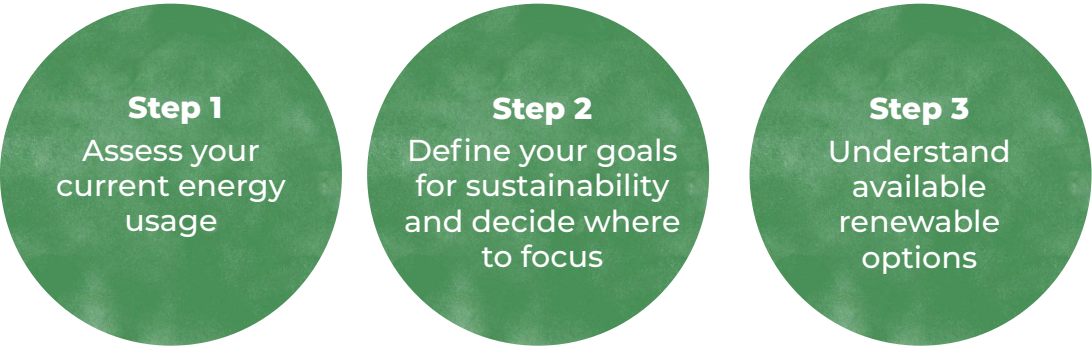 Step 1
Assess your
current energy
usage
Step 2
Define your goals
for sustainability
and decide where
to focus
Step 3
Understand
available
renewable
options